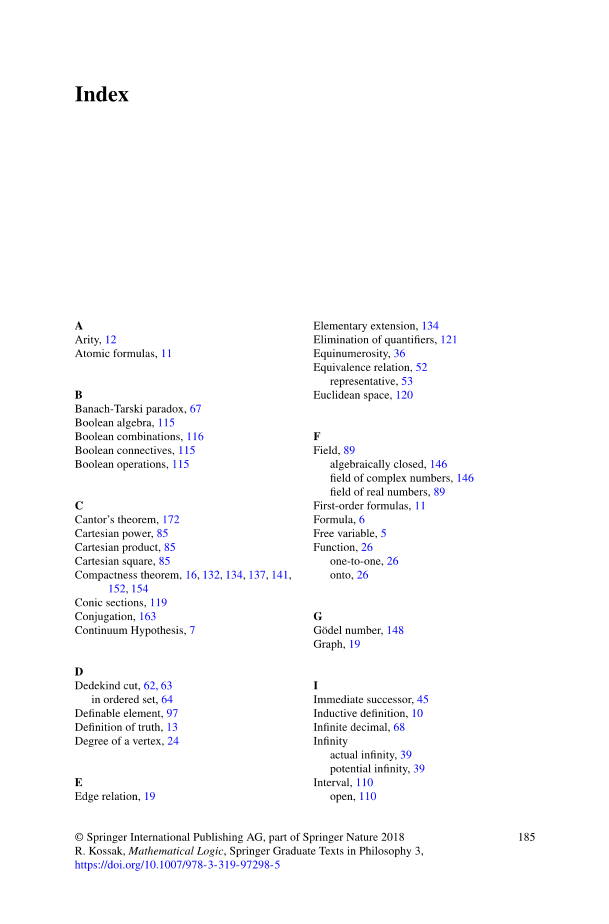 Index
A
Arity, 12
Atomic formulas, 11
B
Banach-Tarski paradox, 67
Boolean algebra, 115
Boolean combinations, 116
Boolean connectives, 115
Boolean operations, 115
C
Cantor's theorem, 172
Cartesian power, 85
Cartesian product, 85
Cartesian square, 85
Compactness theorem, 16, 132, 134, 137, 141,
152, 154
Conic sections, 119
Conjugation, 163
Continuum Hypothesis, 7
D
Dedekind cut, 62, 63
in ordered set, 64
Definable element, 97
Definition of truth, 13
Degree of a vertex, 24
E
Edge relation, 19
Elementary extension, 134
Elimination of quantifiers, 121
Equinumerosity, 36
Equivalence relation, 52
representative, 53
Euclidean space, 120
F
Field, 89
algebraically closed, 146
field of complex numbers, 146
field of real numbers, 89
First-order formulas, 11
Formula, 6
Free variable, 5
Function, 26
one-to-one, 26
onto, 26
G
Gödel number, 148
Graph, 19
I
Immediate successor, 45
Inductive definition, 10
Infinite decimal, 68
Infinity
actual infinity, 39
potential infinity, 39
Interval, 110
open, 110
© Springer International Publishing AG, part of Springer Nature 2018
R. Kossak, Mathematical Logic, Springer Graduate Texts in Philosophy 3,
https://doi.org/10.1007/978-3-319-97298-5
185